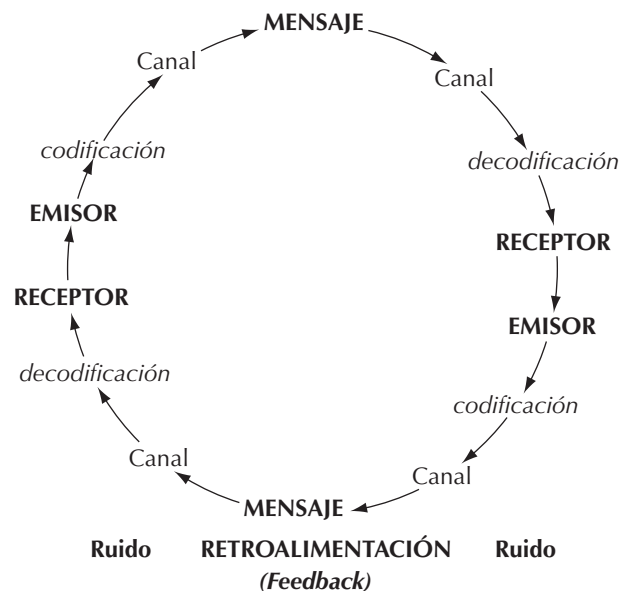 MENSAJE
Canal
Canal
codificación
decodificación
EMISOR
RECEPTOR
RECEPTOR
EMISOR
decodificación
codificación
Canal
Canal
MENSAJE
Ruido RETROALIMENTACIÓN Ruido
(Feedback)